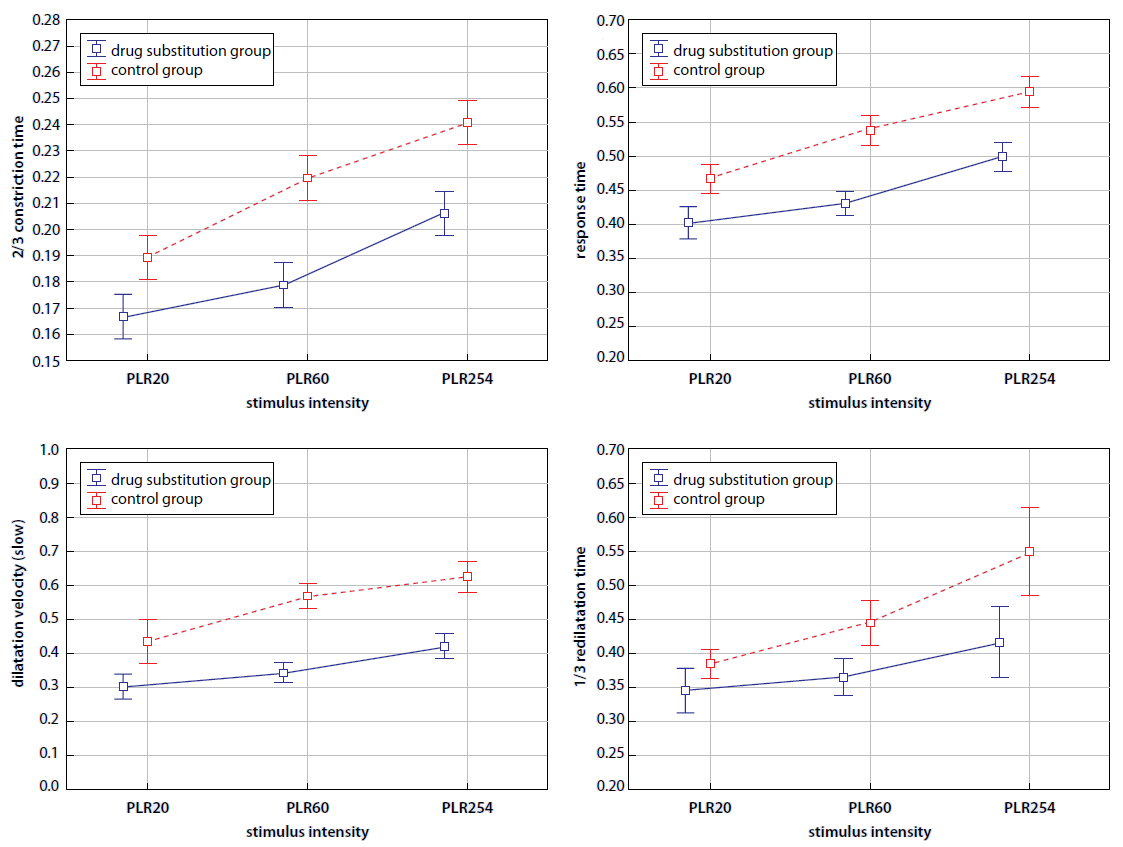 0.28
0.27
0.26
0.25
0.24
0.23
0.22
0.21
0.20
0.19
0.18
0.17
0.16
0.15
2/3 constriction time
drug substitution group
control group
PLR20 PLR60 PLR254
stimulus intensity
0.70
0.65
0.60
0.55
0.50
0.45
0.40
0.35
0.30
0.25
0.20
response time
drug substitution group
control group
PLR20 PLR60 PLR254
stimulus intensity
1.0
0.9
0.8
0.7
0.6
0.5
0.4
0.3
0.2
0.1
0.0
dilatation velocity (slow)
drug substitution group
control group
PLR20 PLR60 PLR254
stimulus intensity
0.70
0.65
0.60
0.55
0.50
0.45
0.40
0.35
0.30
0.25
0.20
1/3 redilatation time
drug substitution group
control group
PLR20 PLR60 PLR254
stimulus intensity